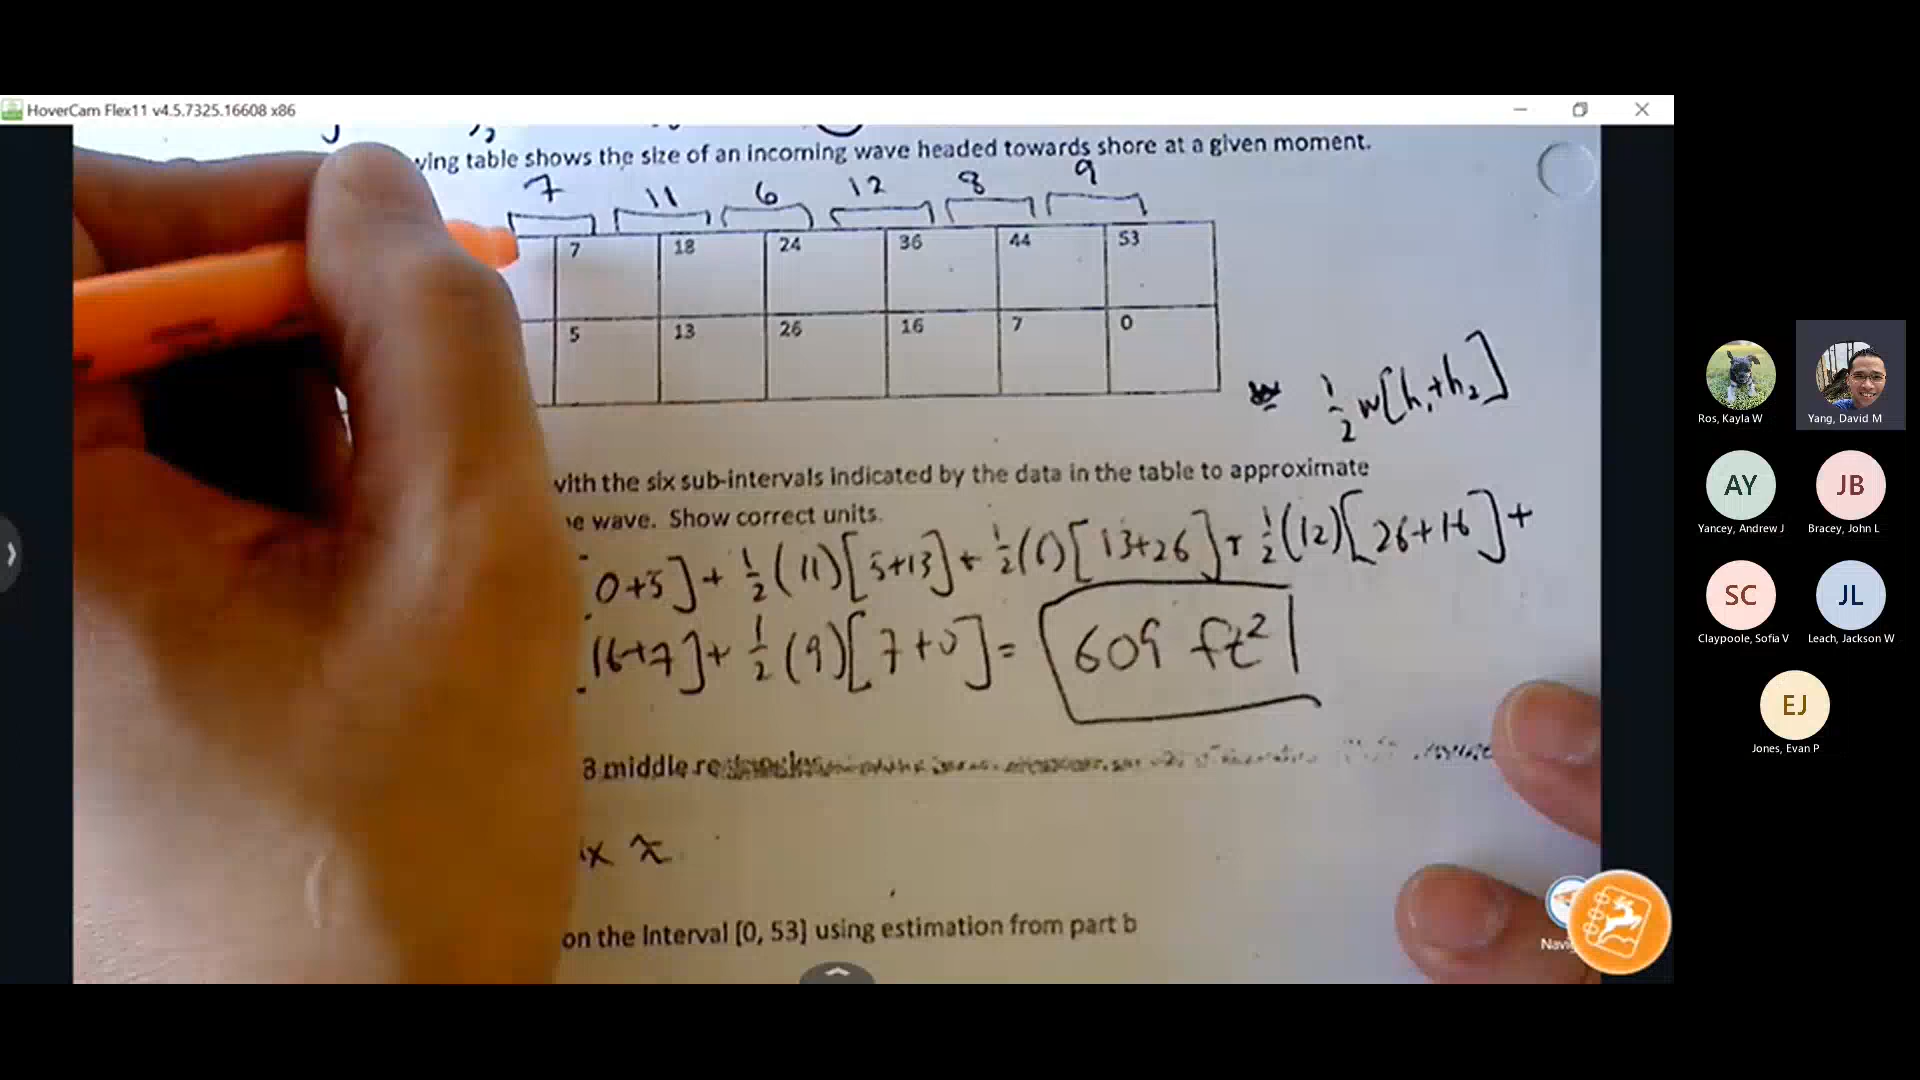 HoverCam Flex11 v4.5.7325.16608 x86
wing table shows the size of an incoming wave headed towards shore at a given moment.
7 11 6 12 8 9
7 18 24 36 44 53
5 13 26 16 7 0
1/2 w[h₁+h₂]
with the six sub-intervals indicated by the data in the table to approximate
e wave. Show correct units.
0+5] + 1/2 (11)[5+13] + 1/2 (6)[13+26] + 1/2 (12)[26+16] +
16+7] + 1/2 (9)[7+0] = 609 ft²
3 middle
on the interval [0, 53] using estimation from part b
Ros, Kayla W
Yang, David M
AY
Yancey, Andrew J
JB
Bracey, John L
SC
Claypoole, Sofia V
JL
Leach, Jackson W
EJ
Jones, Evan P